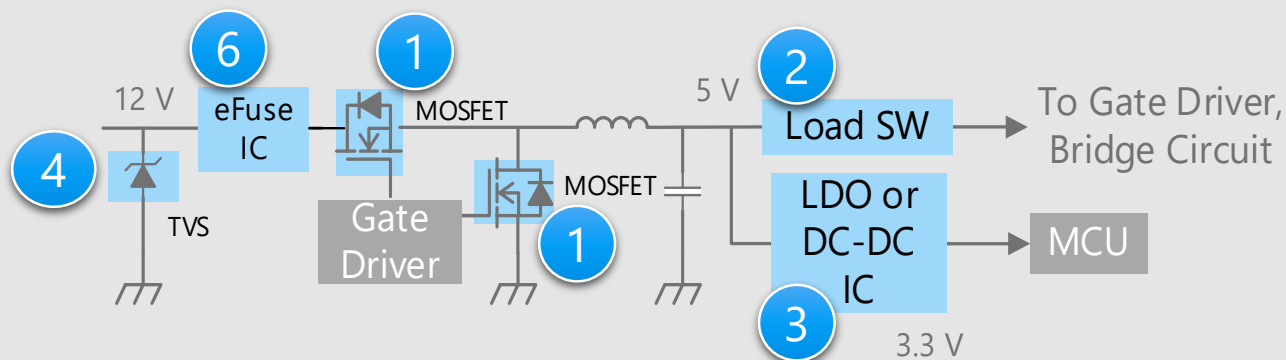 6
1
2
12 V
eFuse
IC
MOSFET
5 V
Load SW
To Gate Driver,
Bridge Circuit
4
TVS
Gate
Driver
MOSFET
1
LDO or
DC-DC
IC
MCU
3
3.3 V